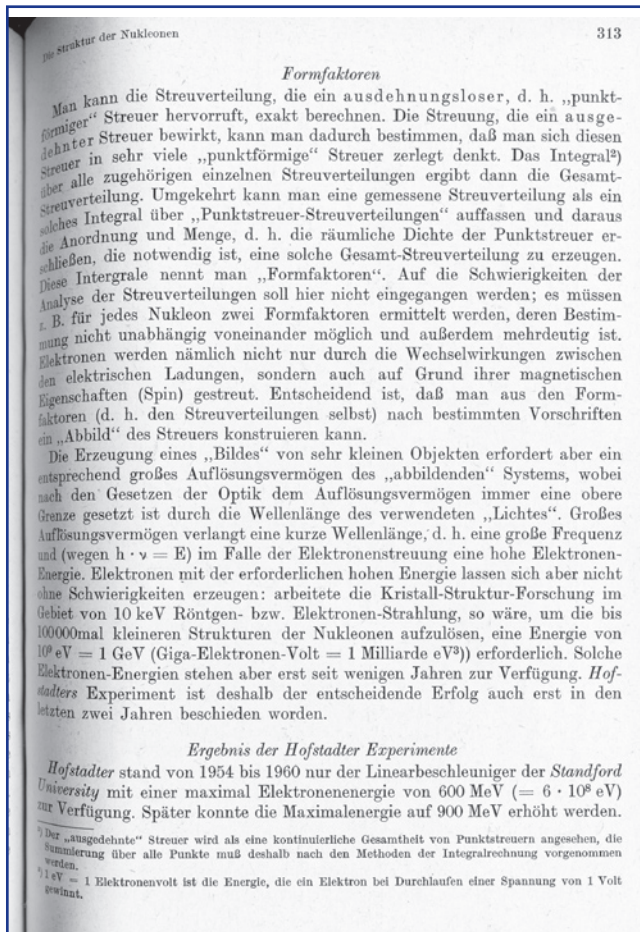 Die Struktur der Nukleonen 313
Formfaktoren
Man kann die Streuverteilung, die ein ausdehnungsloser, d. h. „punkt-
förmiger“ Streuer hervorruft, exakt berechnen. Die Streuung, die ein ausge-
dehnter Streuer bewirkt, kann man dadurch bestimmen, daß man sich diesen
Streuer in sehr viele „punktförmige“ Streuer zerlegt denkt. Das Integral²)
über alle zugehörigen einzelnen Streuverteilungen ergibt dann die Gesamt-
Streuverteilung. Umgekehrt kann man eine gemessene Streuverteilung als ein
solches Integral über „Punktstreuer-Streuverteilungen“ auffassen und daraus
die Anordnung und Menge, d. h. die räumliche Dichte der Punktstreuer er-
schließen, die notwendig ist, eine solche Gesamt-Streuverteilung zu erzeugen.
Diese Intergrale nennt man „Formfaktoren“. Auf die Schwierigkeiten der
Analyse der Streuverteilungen soll hier nicht eingegangen werden; es müssen
z. B. für jedes Nukleon zwei Formfaktoren ermittelt werden, deren Bestim-
mung nicht unabhängig voneinander möglich und außerdem mehrdeutig ist.
Elektronen werden nämlich nicht nur durch die Wechselwirkungen zwischen
den elektrischen Ladungen, sondern auch auf Grund ihrer magnetischen
Eigenschaften (Spin) gestreut. Entscheidend ist, daß man aus den Form-
faktoren (d. h. den Streuverteilungen selbst) nach bestimmten Vorschriften
ein „Abbild“ des Streuers konstruieren kann.
Die Erzeugung eines „Bildes“ von sehr kleinen Objekten erfordert aber ein
entsprechend großes Auflösungsvermögen des „abbildenden“ Systems, wobei
nach den Gesetzen der Optik dem Auflösungsvermögen immer eine obere
Grenze gesetzt ist durch die Wellenlänge des verwendeten „Lichtes“. Großes
Auflösungsvermögen verlangt eine kurze Wellenlänge, d. h. eine große Frequenz
und (wegen h · ν = E) im Falle der Elektronenstreuung eine hohe Elektronen-
Energie. Elektronen mit der erforderlichen hohen Energie lassen sich aber nicht
ohne Schwierigkeiten erzeugen: arbeitete die Kristall-Struktur-Forschung im
Gebiet von 10 keV Röntgen- bzw. Elektronen-Strahlung, so wäre, um die bis
100000mal kleineren Strukturen der Nukleonen aufzulösen, eine Energie von
10⁹ eV = 1 GeV (Giga-Elektronen-Volt = 1 Milliarde eV³)) erforderlich. Solche
Elektronen-Energien stehen aber erst seit wenigen Jahren zur Verfügung. Hof-
stadters Experiment ist deshalb der entscheidende Erfolg auch erst in den
letzten zwei Jahren beschieden worden.
Ergebnis der Hofstadter Experimente
Hofstadter stand von 1954 bis 1960 nur der Linearbeschleuniger der Standford
University mit einer maximal Elektronenenergie von 600 MeV (= 6 · 10⁸ eV)
zur Verfügung. Später konnte die Maximalenergie auf 900 MeV erhöht werden.
²) Der „ausgedehnte“ Streuer wird als eine kontinuierliche Gesamtheit von Punktstreuern angesehen, die
Summierung über alle Punkte muß deshalb nach den Methoden der Integralrechnung vorgenommen
werden.
³) 1 eV = 1 Elektronenvolt ist die Energie, die ein Elektron bei Durchlaufen einer Spannung von 1 Volt
gewinnt.